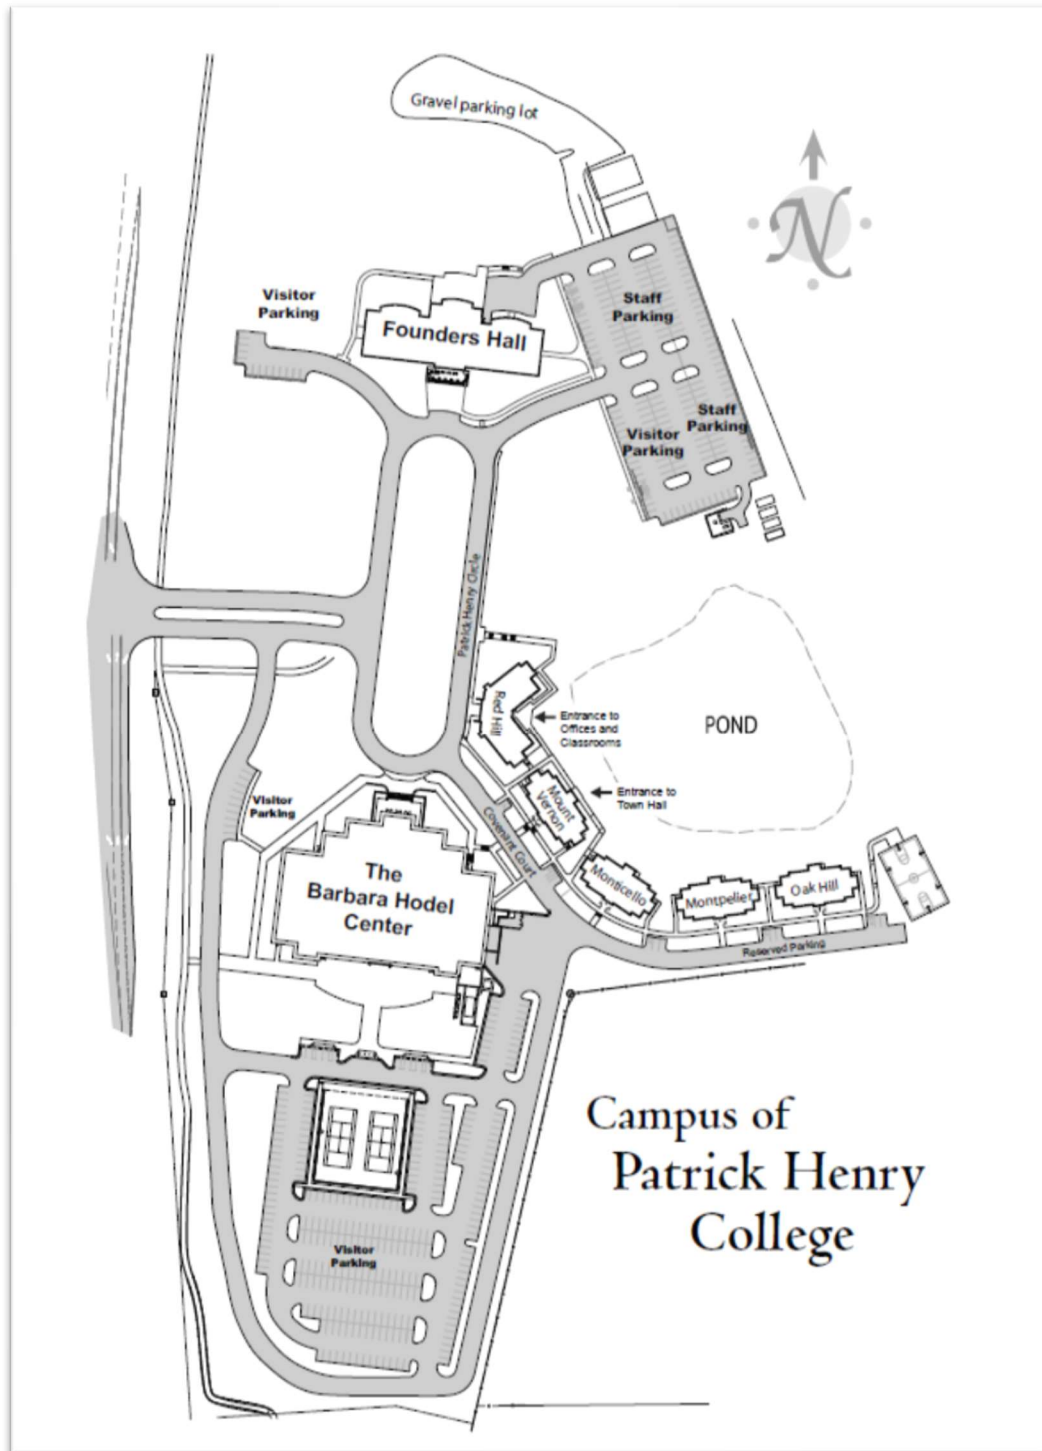 Gravel parking lot
N
Visitor
Parking
Founders Hall
Staff
Parking
Staff
Parking
Visitor
Parking
Patrick Henry Circle
Red Hill
Entrance to
Offices and
Classrooms
POND
Mount
Vernon
Entrance to
Town Hall
Visitor
Parking
Covenant Court
The
Barbara Hodel
Center
Monticello
Montpelier
Oak Hill
Reserved Parking
Visitor
Parking
Campus of
Patrick Henry
College